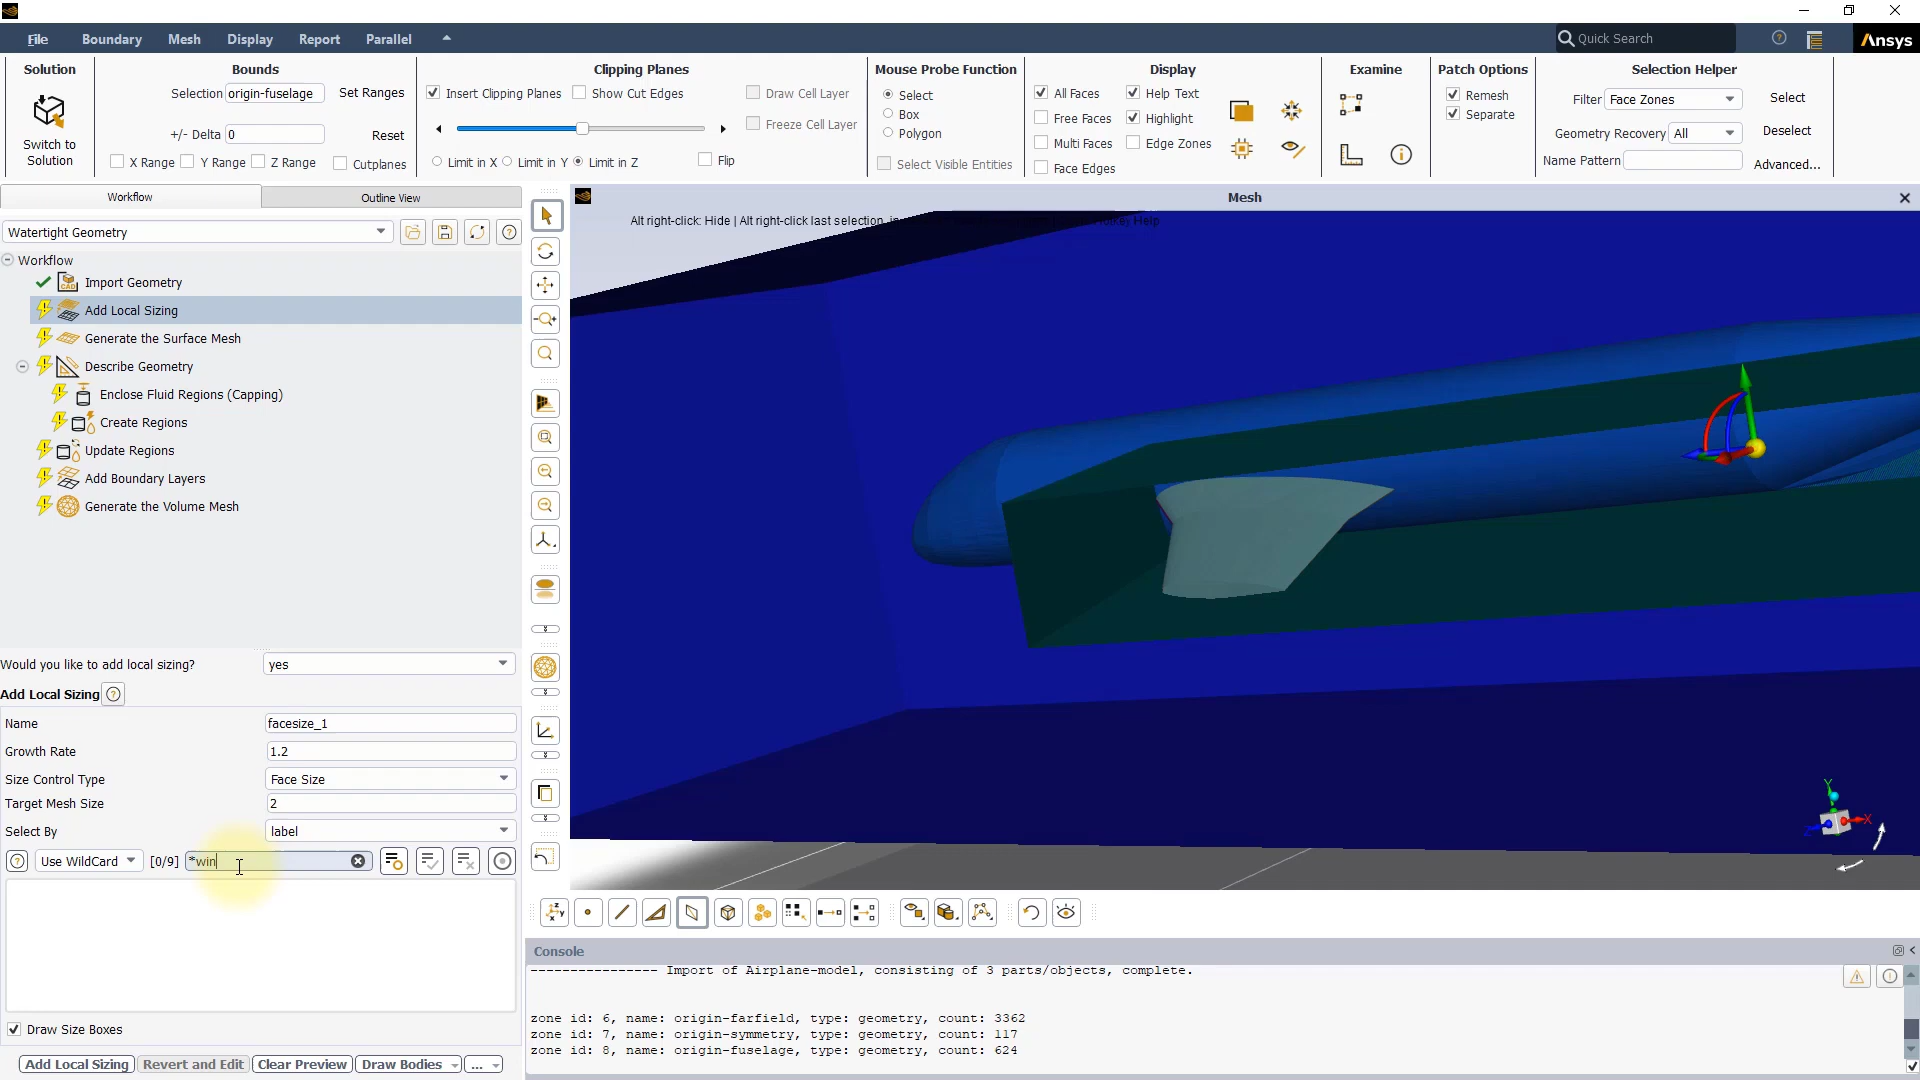 File
Boundary
Mesh
Display
Report
Parallel
Quick Search
Ansys
Solution
Switch to
Solution
Bounds
Selection origin-fuselage Set Ranges
+/- Delta 0 Reset
X Range Y Range Z Range Cutplanes
Clipping Planes
Insert Clipping Planes Show Cut Edges Draw Cell Layer
Freeze Cell Layer
Limit in X Limit in Y Limit in Z Flip
Mouse Probe Function
Select
Box
Polygon
Select Visible Entities
Display
All Faces Help Text
Free Faces Highlight
Multi Faces Edge Zones
Face Edges
Examine
Patch Options
Remesh
Separate
Selection Helper
Filter Face Zones Select
Geometry Recovery All Deselect
Name Pattern Advanced...
Workflow Outline View
Watertight Geometry
Workflow
Import Geometry
Add Local Sizing
Generate the Surface Mesh
Describe Geometry
Enclose Fluid Regions (Capping)
Create Regions
Update Regions
Add Boundary Layers
Generate the Volume Mesh
Would you like to add local sizing? yes
Add Local Sizing
Name facesize_1
Growth Rate 1.2
Size Control Type Face Size
Target Mesh Size 2
Select By label
Use WildCard [0/9] *win
Draw Size Boxes
Add Local Sizing Revert and Edit Clear Preview Draw Bodies ...
Mesh
Alt right-click: Hide | Alt right-click last selection, Help
Y
X
Z
Console
---------------- Import of Airplane-model, consisting of 3 parts/objects, complete.
zone id: 6, name: origin-farfield, type: geometry, count: 3362
zone id: 7, name: origin-symmetry, type: geometry, count: 117
zone id: 8, name: origin-fuselage, type: geometry, count: 624